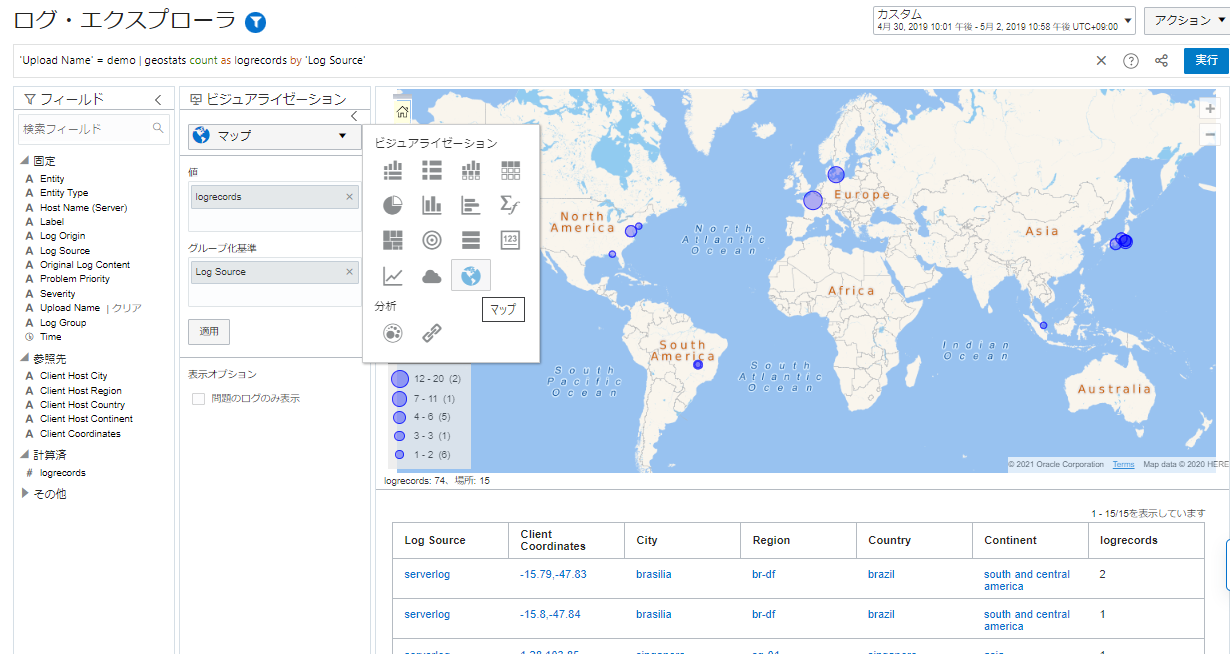 ログ・エクスプローラ
カスタム
4月 30, 2019 10:01 午後 - 5月 2, 2019 10:58 午後 UTC+09:00
アクション
'Upload Name' = demo | geostats count as logrecords by 'Log Source'
実行
フィールド
検索フィールド
固定
Entity
Entity Type
Host Name (Server)
Label
Log Origin
Log Source
Original Log Content
Problem Priority
Severity
Upload Name | クリア
Log Group
Time
参照先
Client Host City
Client Host Region
Client Host Country
Client Host Continent
Client Coordinates
計算済
# logrecords
その他
ビジュアライゼーション
マップ
値
logrecords
グループ化基準
Log Source
適用
表示オプション
問題のログのみ表示
ビジュアライゼーション
123
分析
マップ
North
America
North
Atlantic
Ocean
Europe
Asia
Africa
South
America
South
Pacific
Ocean
South
Atlantic
Ocean
Indian
Ocean
Australia
12 - 20 (2)
7 - 11 (1)
4 - 6 (5)
3 - 3 (1)
1 - 2 (6)
© 2021 Oracle Corporation Terms Map data © 2020 HERE
logrecords: 74、場所: 15
1 - 15/15を表示しています
Log Source Client Coordinates City Region Country Continent logrecords
serverlog -15.79,-47.83 brasilia br-df brazil south and central america 2
serverlog -15.8,-47.84 brasilia br-df brazil south and central america 1